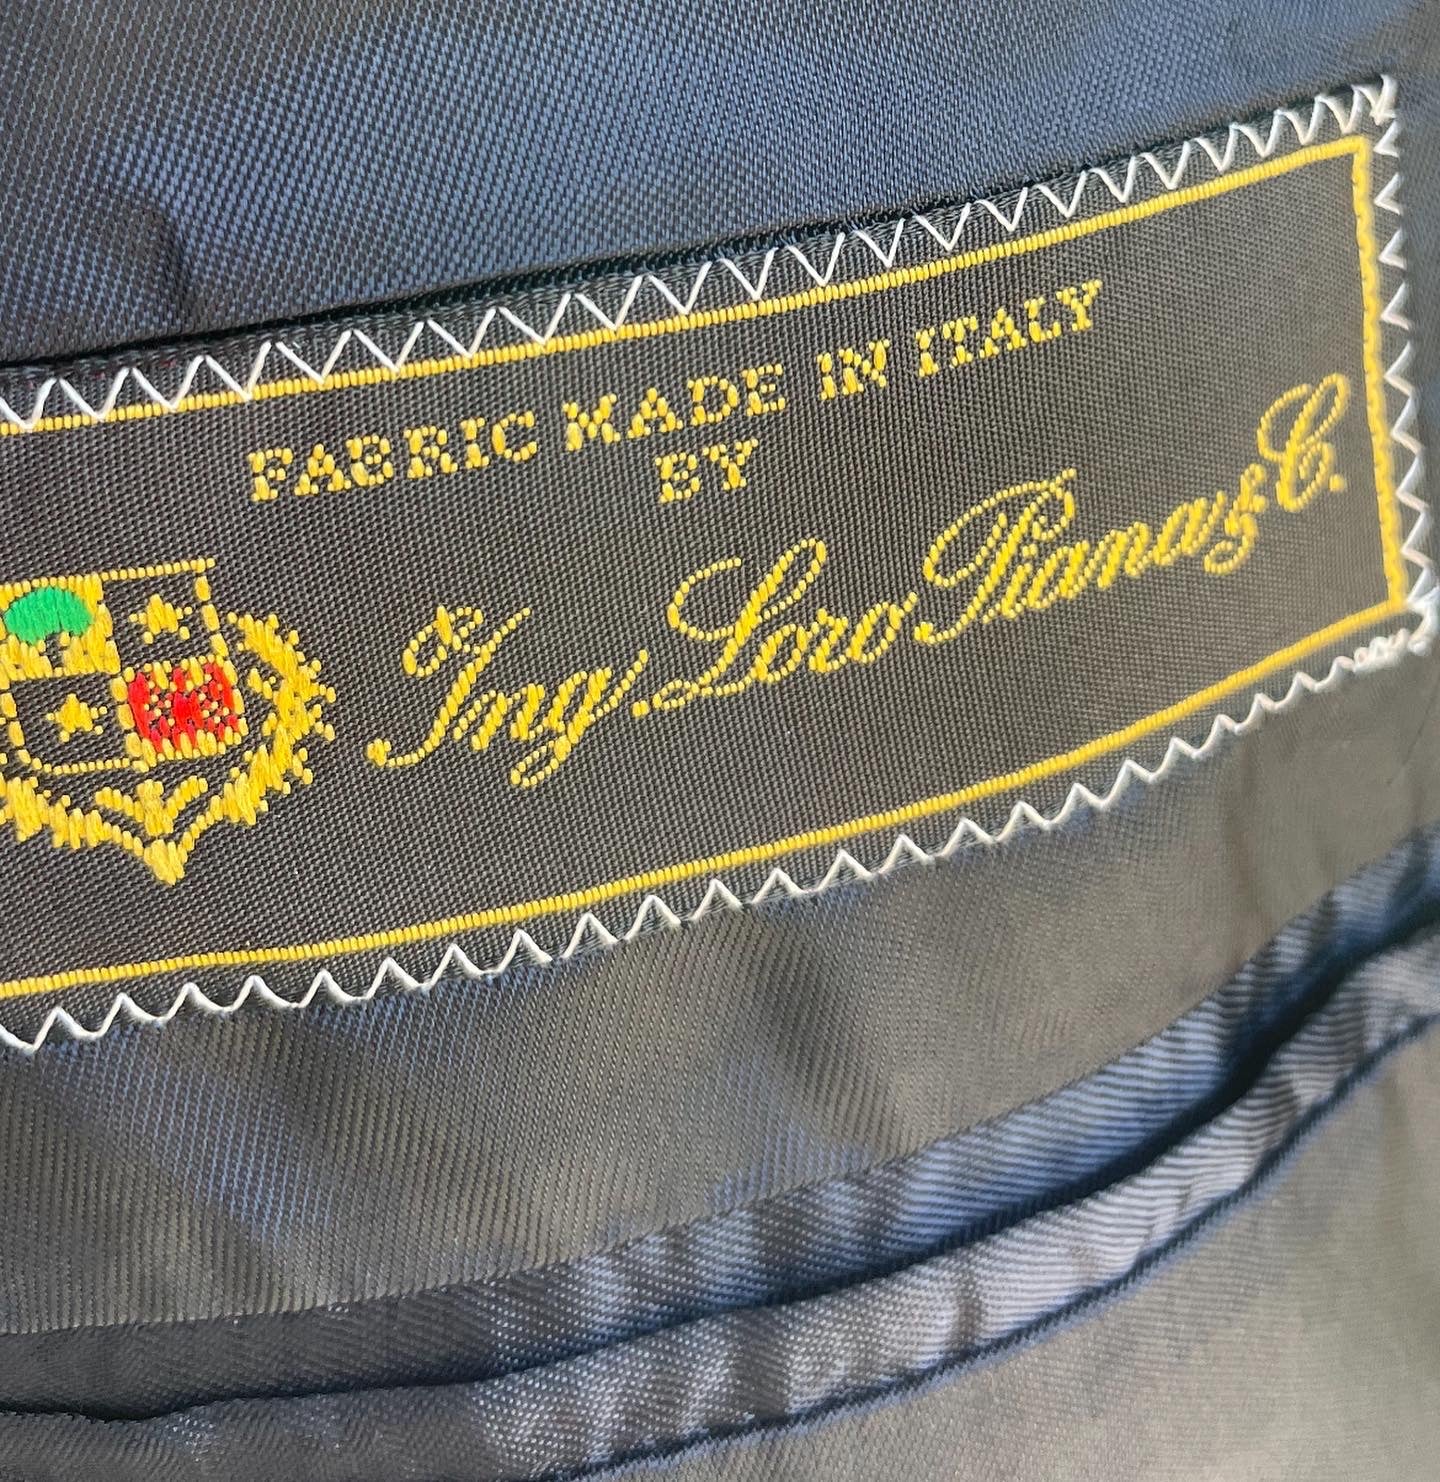 FABRIC MADE IN ITALY
BY
Ing. Loro Piana & C.